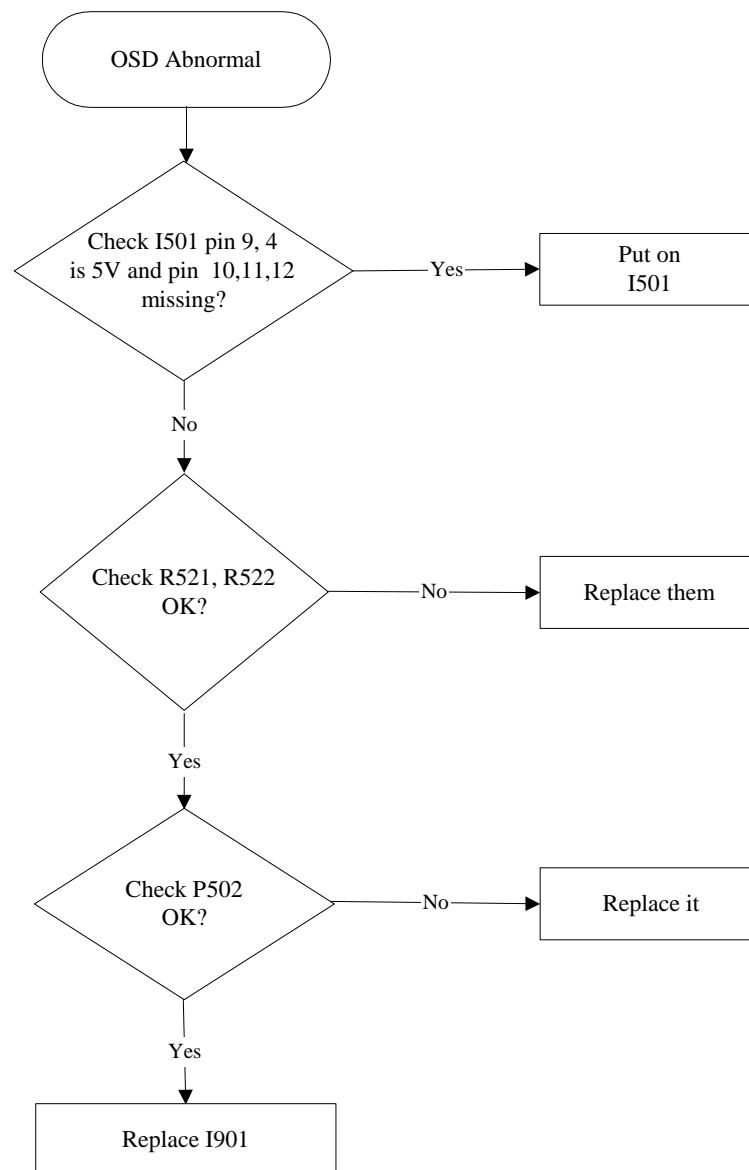 OSD Abnormal
Check I501 pin 9, 4
is 5V and pin 10,11,12
missing?
Yes
Put on
I501
No
Check R521, R522
OK?
No
Replace them
Yes
Check P502
OK?
No
Replace it
Yes
Replace I901